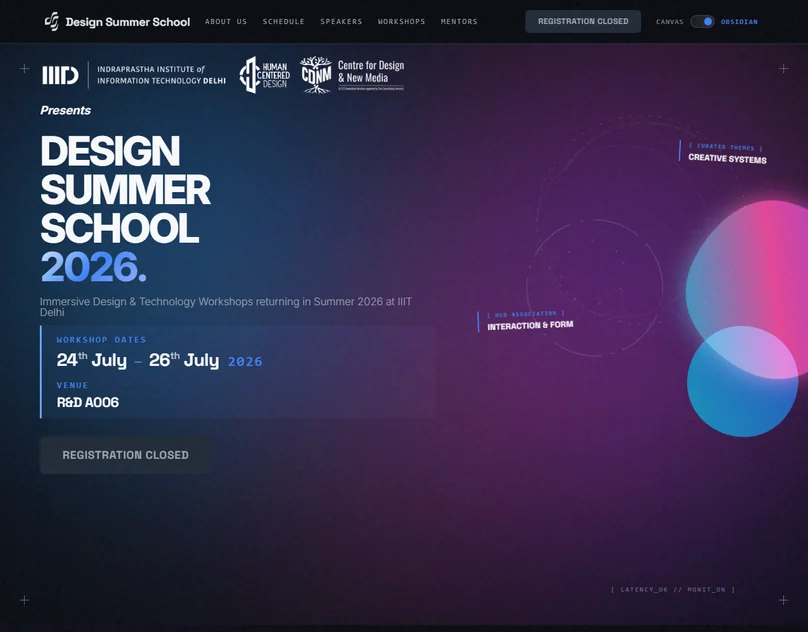 Design Summer School
ABOUT US
SCHEDULE
SPEAKERS
WORKSHOPS
MENTORS
REGISTRATION CLOSED
CANVAS
OBSIDIAN
IIITD
INDRAPRASTHA INSTITUTE of
INFORMATION TECHNOLOGY DELHI
HUMAN
CENTERED
DESIGN
CDNM
Centre for Design
& New Media
Presents
DESIGN
SUMMER
SCHOOL
2026.
[ CURATED THEMES ]
CREATIVE SYSTEMS
Immersive Design & Technology Workshops returning in Summer 2026 at IIIT
Delhi
[ HCD ASSOCIATION ]
INTERACTION & FORM
WORKSHOP DATES
24th July – 26th July 2026
VENUE
R&D A006
REGISTRATION CLOSED
[ LATENCY_OK // MONIT_ON ]